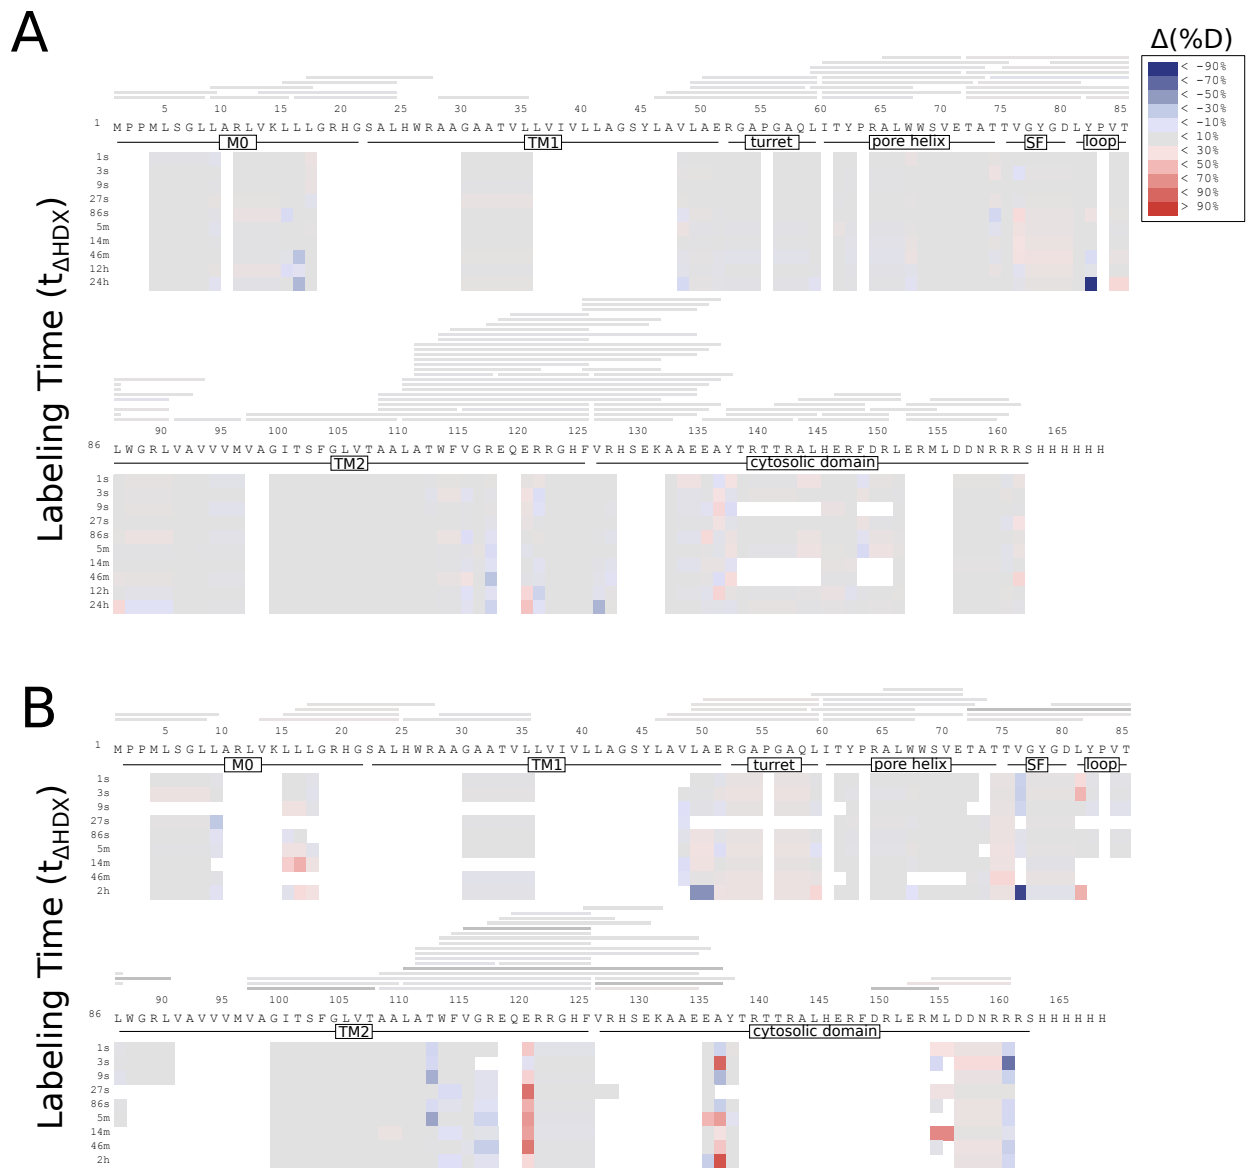 A
Δ(%D)
< -90%
< -70%
< -50%
< -30%
< -10%
< 10%
< 30%
< 50%
< 70%
< 90%
> 90%
Labeling Time (tΔHDX)
5 10 15 20 25 30 35 40 45 50 55 60 65 70 75 80 85
1 M P P M L S G L L A R L V K L L L G R H G S A L H W R A A G A A T V L L V I V L L A G S Y L A V L A E R G A P G A Q L I T Y P R A L W W S V E T A T T V G Y G D L Y P V T
M0 TM1 turret pore helix SF loop
1s
3s
9s
27s
86s
5m
14m
46m
12h
24h
90 95 100 105 110 115 120 125 130 135 140 145 150 155 160 165
86 L W G R L V A V V V M V A G I T S F G L V T A A L A T W F V G R E Q E R R G H F V R H S E K A A E E A Y T R T T R A L H E R F D R L E R M L D D N R R R S H H H H H H
TM2 cytosolic domain
1s
3s
9s
27s
86s
5m
14m
46m
12h
24h
B
Labeling Time (tΔHDX)
5 10 15 20 25 30 35 40 45 50 55 60 65 70 75 80 85
1 M P P M L S G L L A R L V K L L L G R H G S A L H W R A A G A A T V L L V I V L L A G S Y L A V L A E R G A P G A Q L I T Y P R A L W W S V E T A T T V G Y G D L Y P V T
M0 TM1 turret pore helix SF loop
1s
3s
9s
27s
86s
5m
14m
46m
2h
90 95 100 105 110 115 120 125 130 135 140 145 150 155 160 165
86 L W G R L V A V V V M V A G I T S F G L V T A A L A T W F V G R E Q E R R G H F V R H S E K A A E E A Y T R T T R A L H E R F D R L E R M L D D N R R R S H H H H H H
TM2 cytosolic domain
1s
3s
9s
27s
86s
5m
14m
46m
2h